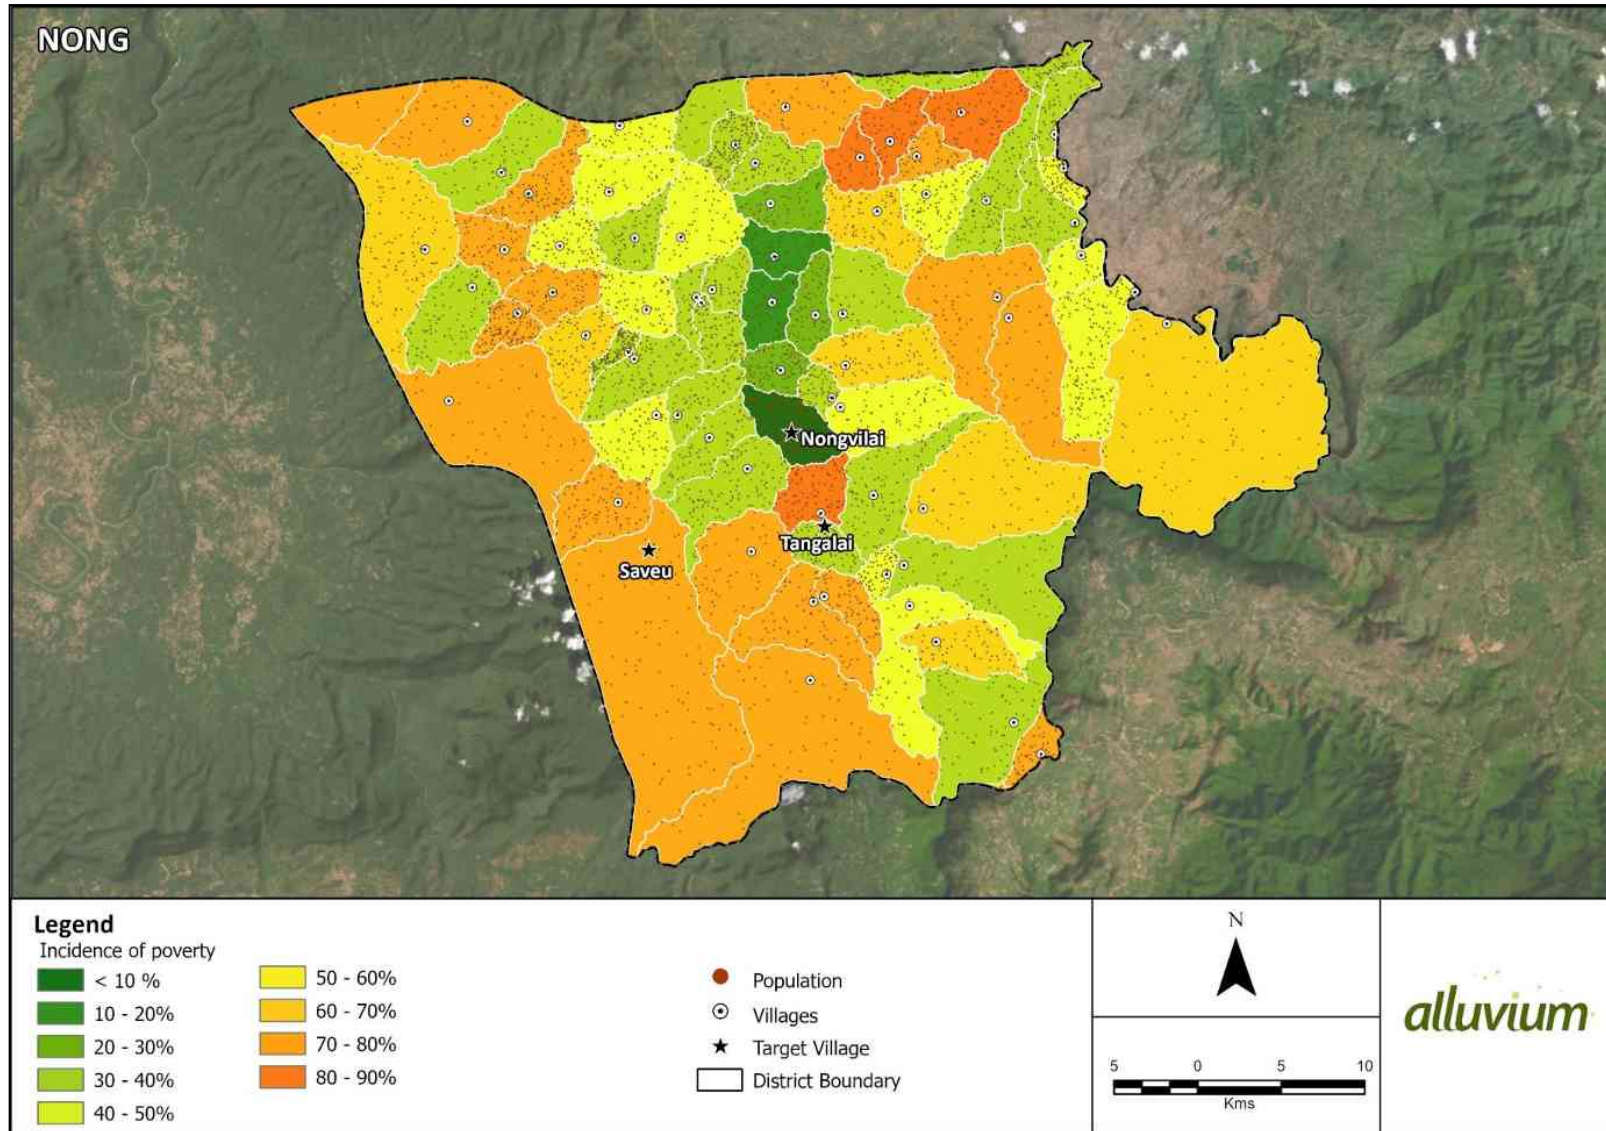 NONG
Nongvilai
Tangalai
Saveu
Legend
Incidence of poverty
< 10 %
10 - 20%
20 - 30%
30 - 40%
40 - 50%
50 - 60%
60 - 70%
70 - 80%
80 - 90%
Population
Villages
Target Village
District Boundary
N
5 0 5 10
Kms
alluvium